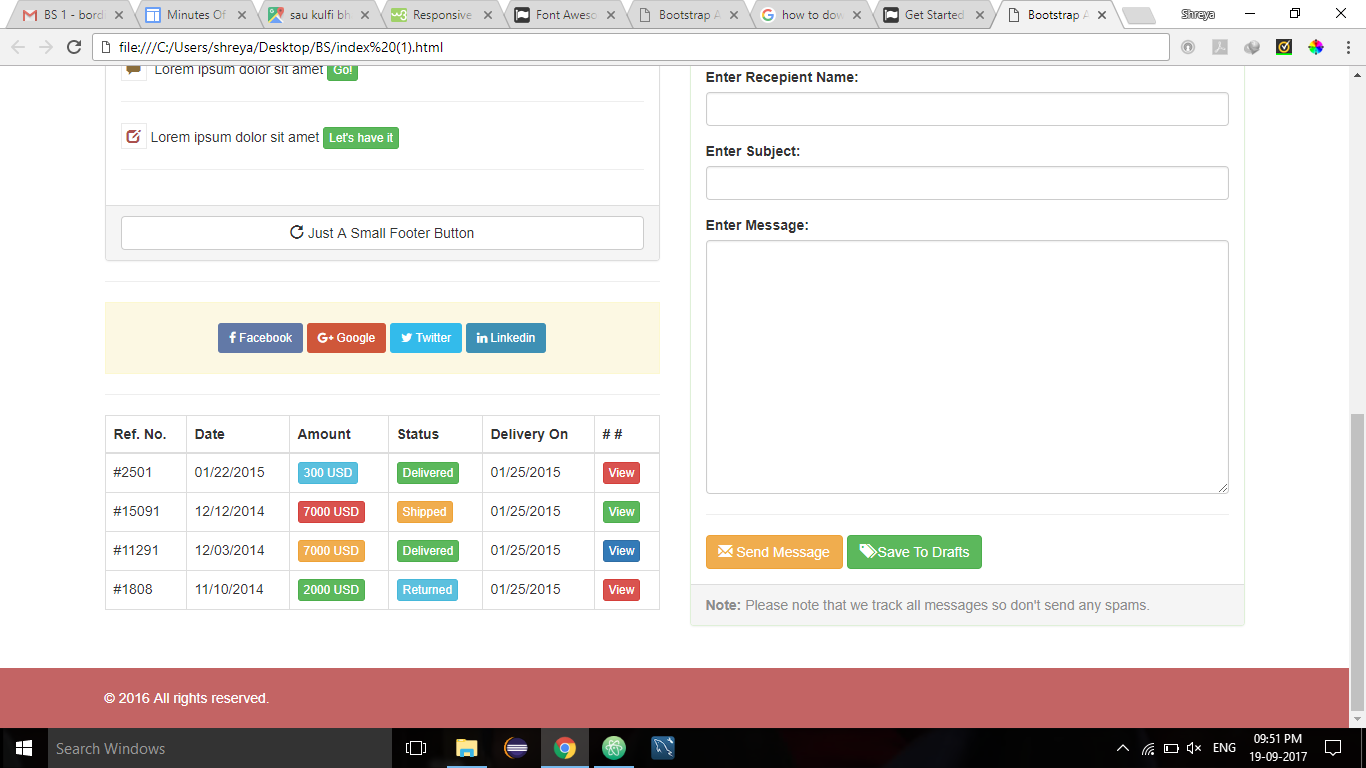 BS 1 - bord
Minutes Of
sau kulfi bh
Responsive
Font Aweso
Bootstrap A
how to dow
Get Started
Bootstrap A
Shreya
file:///C:/Users/shreya/Desktop/BS/index%20(1).html
Lorem ipsum dolor sit amet Go!
Lorem ipsum dolor sit amet Let's have it
Just A Small Footer Button
Facebook Google Twitter Linkedin
Ref. No. Date Amount Status Delivery On # #
#2501 01/22/2015 300 USD Delivered 01/25/2015 View
#15091 12/12/2014 7000 USD Shipped 01/25/2015 View
#11291 12/03/2014 7000 USD Delivered 01/25/2015 View
#1808 11/10/2014 2000 USD Returned 01/25/2015 View
Enter Recepient Name:
Enter Subject:
Enter Message:
Send Message Save To Drafts
Note: Please note that we track all messages so don't send any spams.
© 2016 All rights reserved.
Search Windows
ENG
09:51 PM
19-09-2017